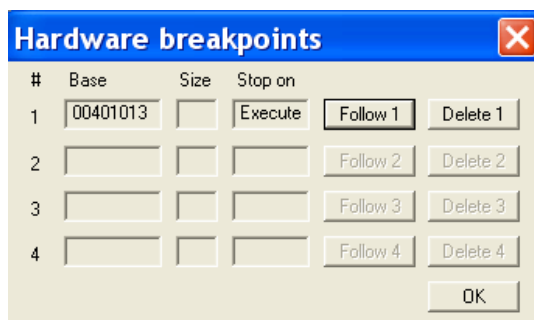 Hardware breakpoints
# Base Size Stop on
1 00401013 Execute Follow 1 Delete 1
2 Follow 2 Delete 2
3 Follow 3 Delete 3
4 Follow 4 Delete 4
OK